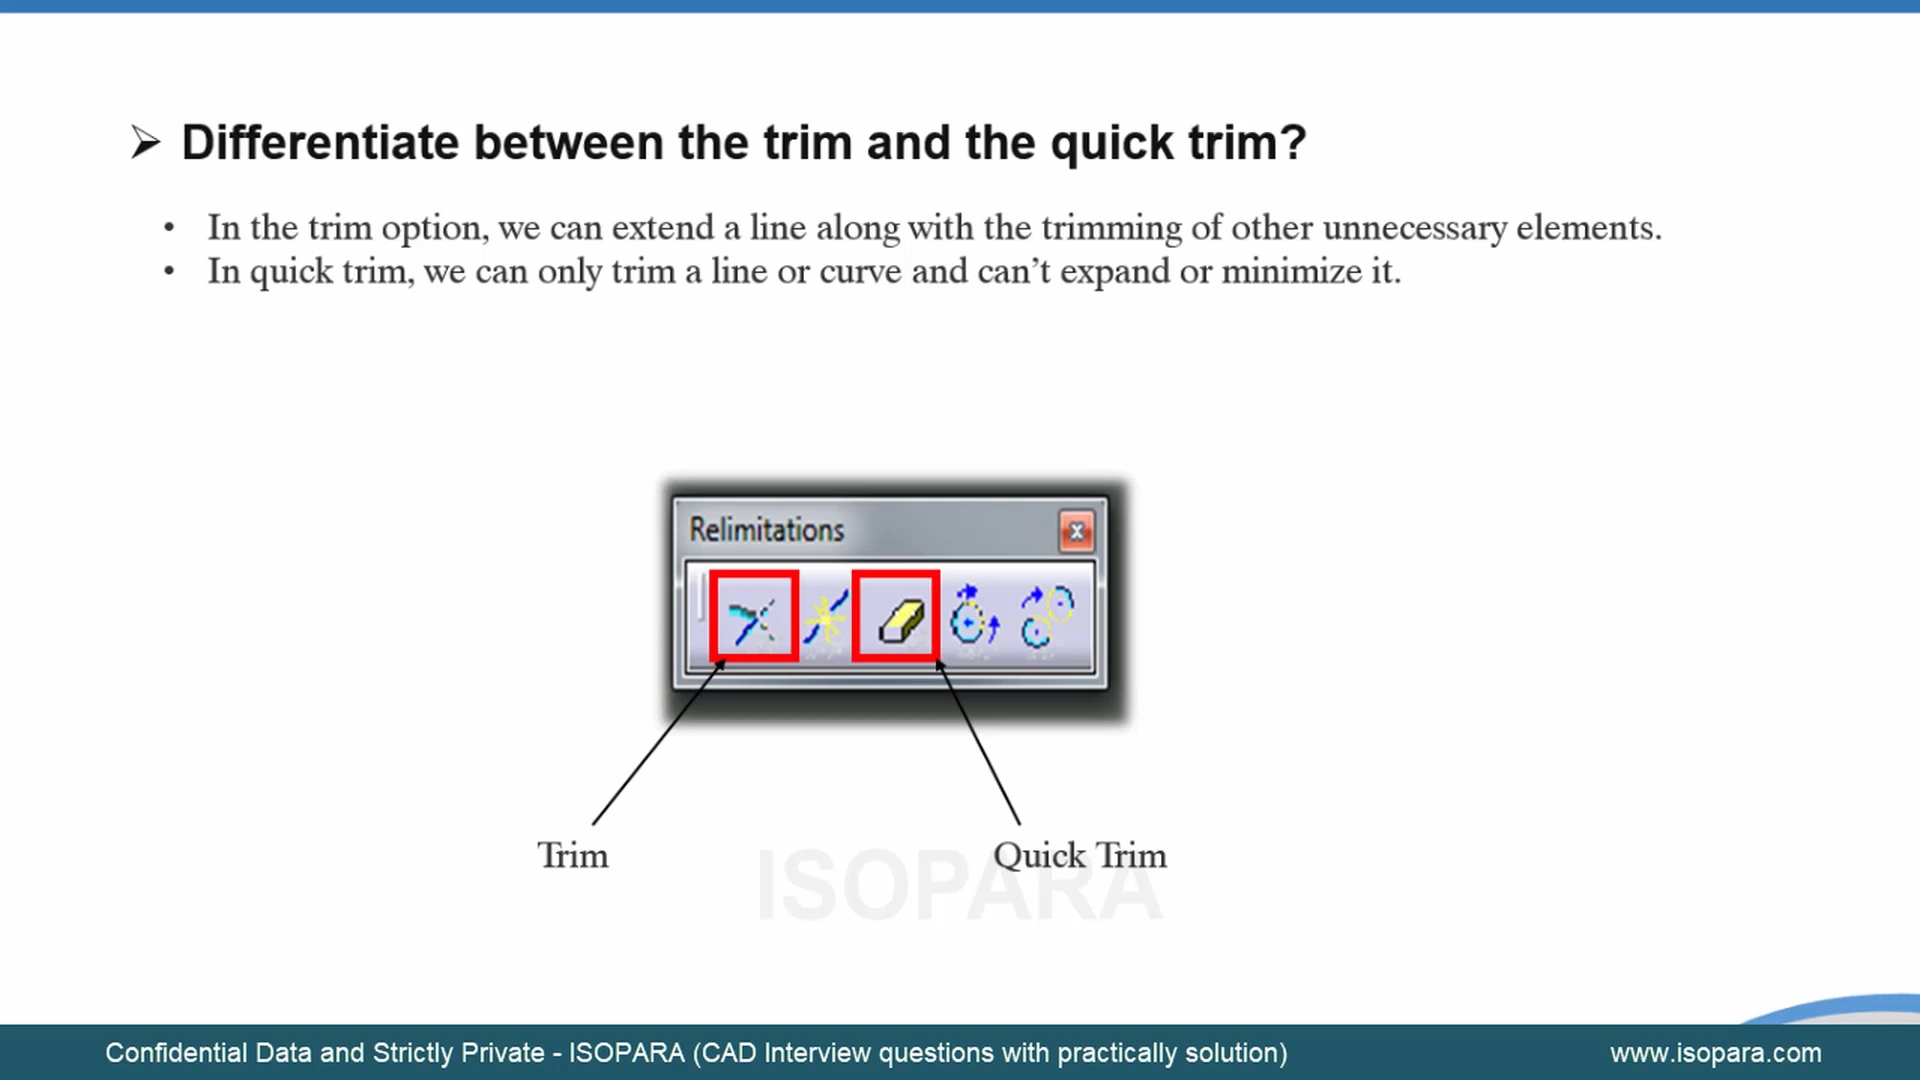 Differentiate between the trim and the quick trim?
• In the trim option, we can extend a line along with the trimming of other unnecessary elements.
• In quick trim, we can only trim a line or curve and can’t expand or minimize it.
Relimitations
Trim
Quick Trim
ISOPARA
Confidential Data and Strictly Private - ISOPARA (CAD Interview questions with practically solution)
www.isopara.com